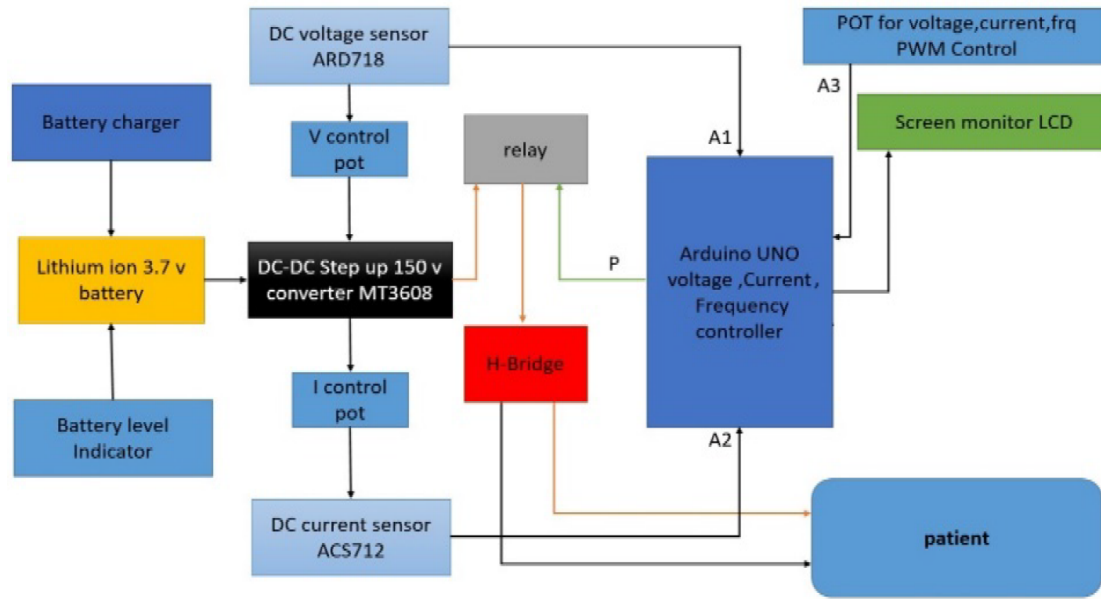 DC voltage sensor
ARD718
POT for voltage,current,frq
PWM Control
A3
Battery charger
Screen monitor LCD
V control
pot
relay
A1
Lithium ion 3.7 v
battery
DC-DC Step up 150 v
converter MT3608
P
Arduino UNO
voltage ,Current ,
Frequency
controller
H-Bridge
I control
pot
Battery level
Indicator
A2
DC current sensor
ACS712
patient